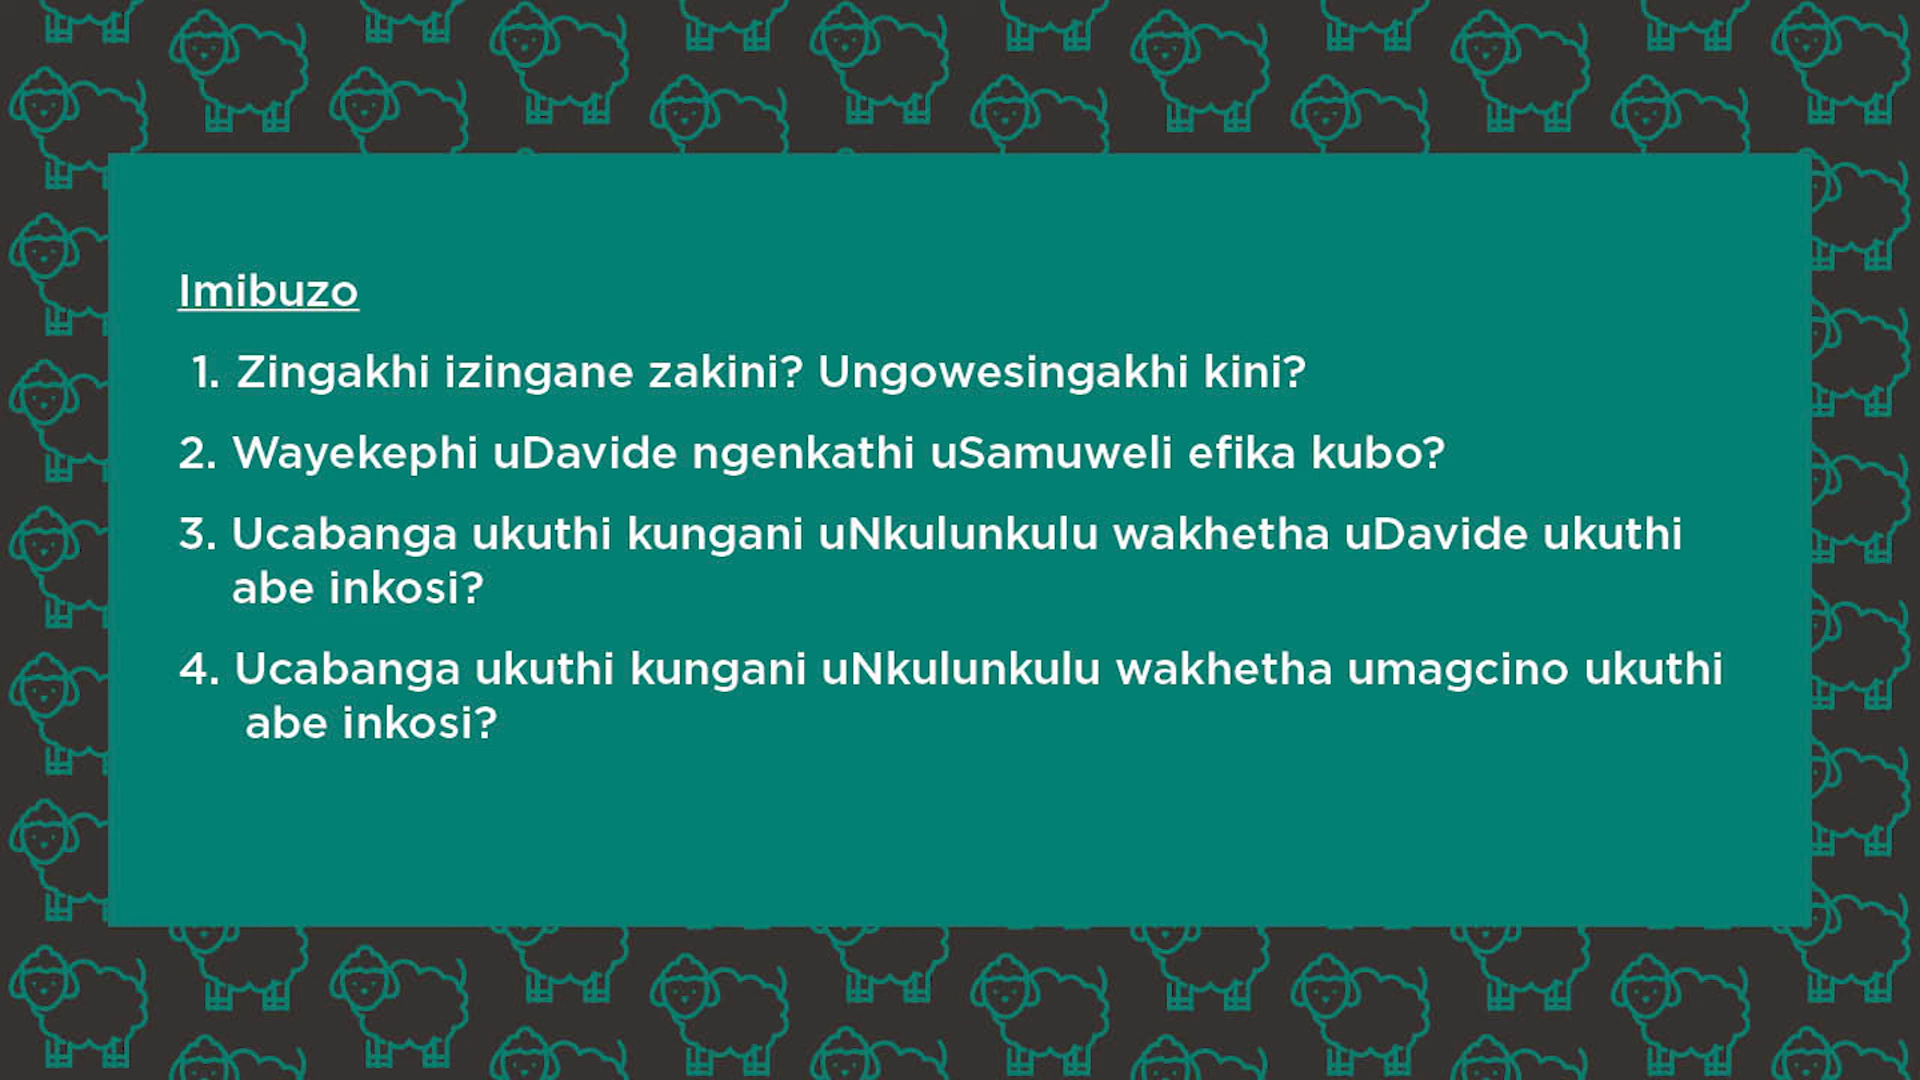 Imibuzo
1. Zingakhi izingane zakini? Ungowesingakhi kini?
2. Wayekephi uDavide ngenkathi uSamuweli efika kubo?
3. Ucabanga ukuthi kungani uNkulunkulu wakhetha uDavide ukuthi
abe inkosi?
4. Ucabanga ukuthi kungani uNkulunkulu wakhetha umagcino ukuthi
abe inkosi?